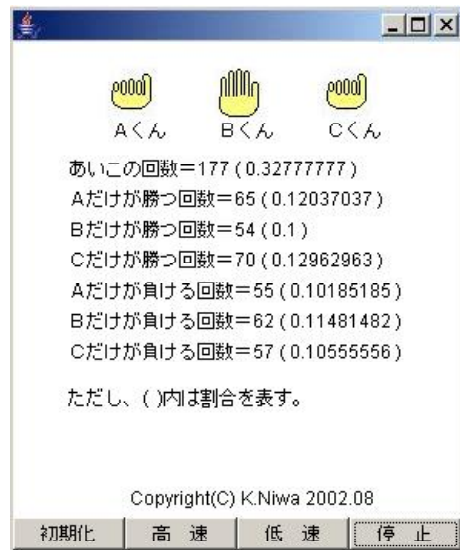 Aくん Bくん Cくん
あいこの回数＝177 ( 0.32777777 )
Aだけが勝つ回数＝65 ( 0.12037037 )
Bだけが勝つ回数＝54 ( 0.1 )
Cだけが勝つ回数＝70 ( 0.12962963 )
Aだけが負ける回数＝55 ( 0.10185185 )
Bだけが負ける回数＝62 ( 0.11481482 )
Cだけが負ける回数＝57 ( 0.10555556 )
ただし、( )内は割合を表す。
Copyright(C) K.Niwa 2002.08
初期化 高 速 低 速 停 止